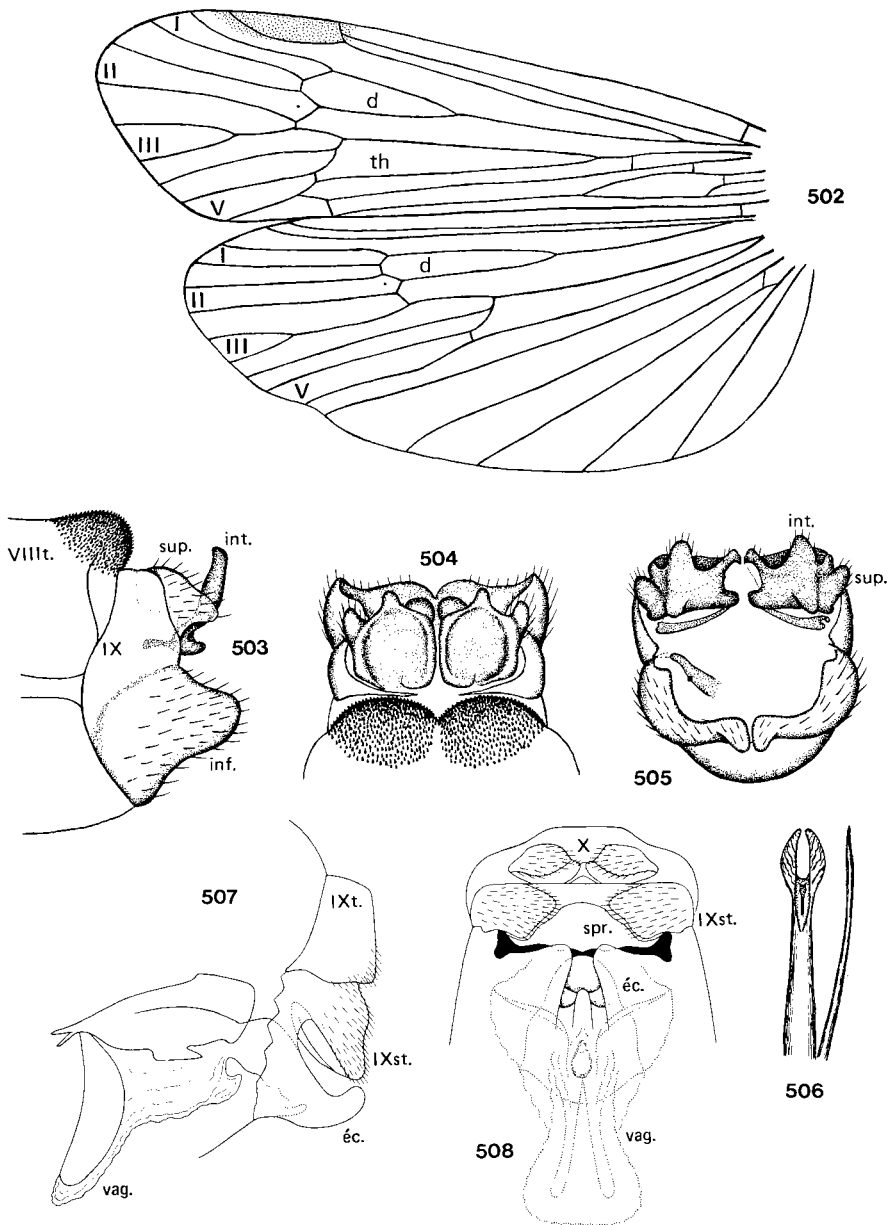 I
II
d
III
th
V
502
I
d
II
III
V
VIIIt.
sup.
int.
IX
503
inf.
504
int.
sup.
505
507
IXt.
IXst.
éc.
vag.
X
IXst.
spr.
éc.
508
vag.
506